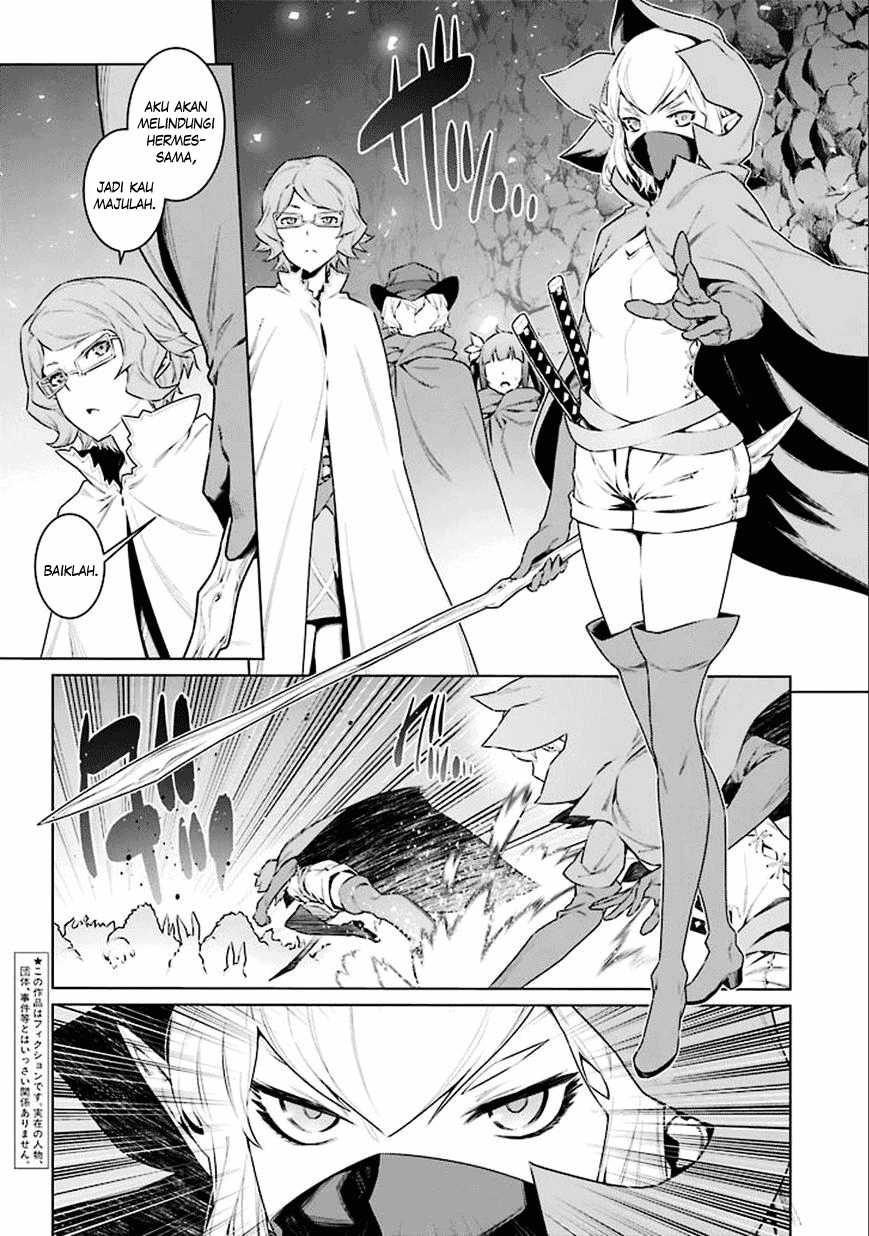 AKU AKAN
MELINDUNGI
HERMES-
SAMA,
JADI KAU
MAJULAH.
BAIKLAH.
★この作品はフィクションです。実在の人物、
団体、事件等とはいっさい関係ありません。